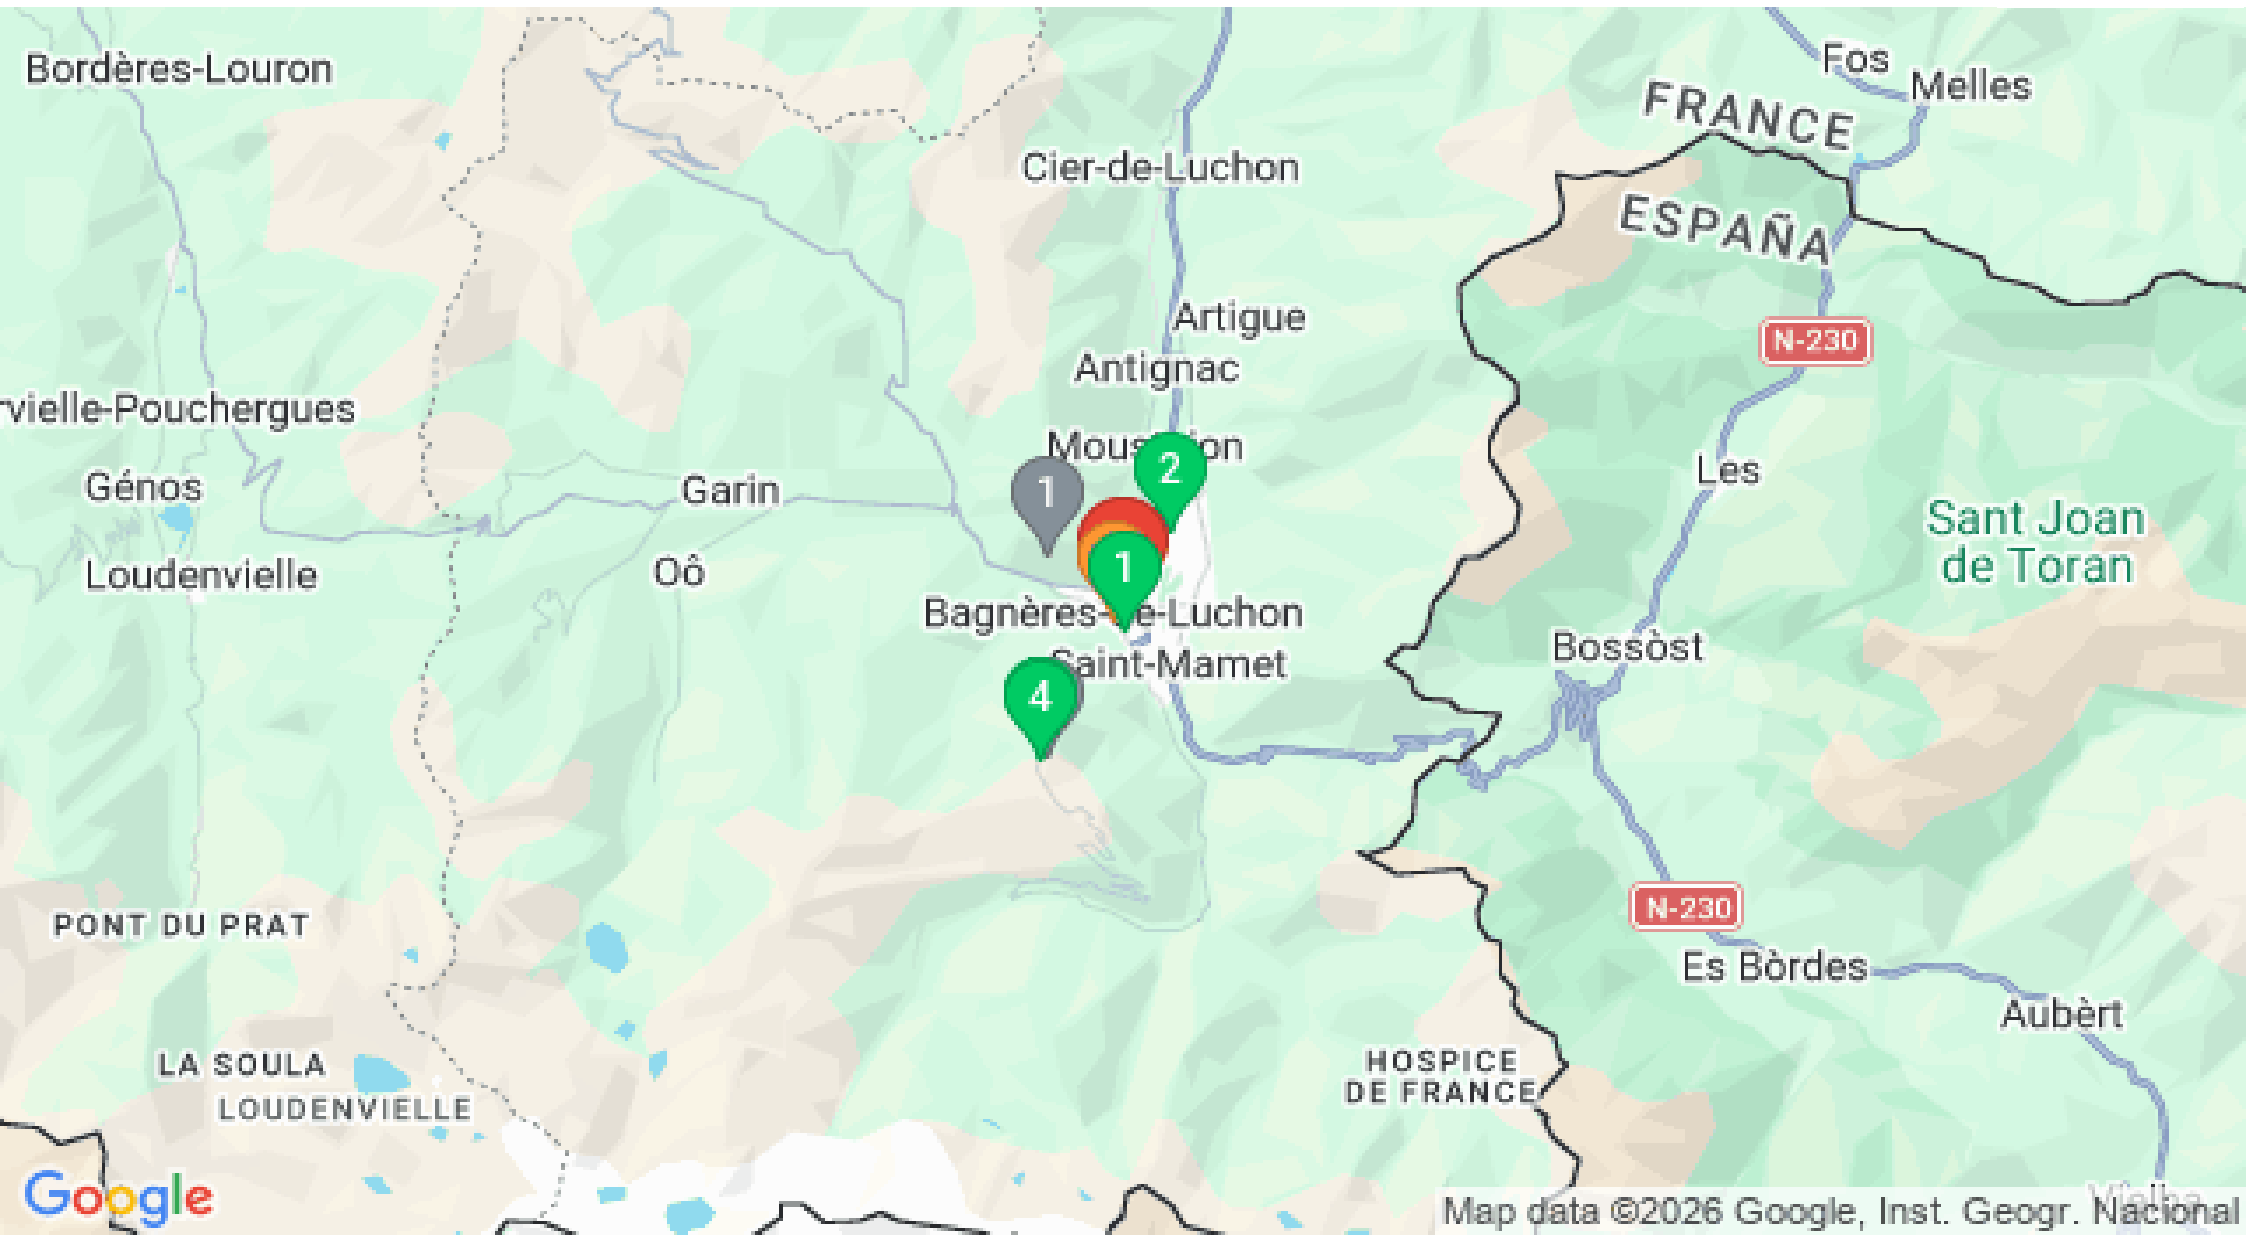 Bordères-Louron
Fos
Melles
FRANCE
Cier-de-Luchon
ESPAÑA
Artigue
N-230
Antignac
rvielle-Pouchergues
2
Les
Génos
Garin
1
Sant Joan
de Toran
Loudenvielle
Oô
1
Bagnères-de-Luchon
Bossòst
Saint-Mamet
4
N-230
PONT DU PRAT
Es Bòrdes
Aubèrt
LA SOULA
LOUDENVIELLE
HOSPICE
DE FRANCE
Google
Map data ©2026 Google, Inst. Geogr. Nacional